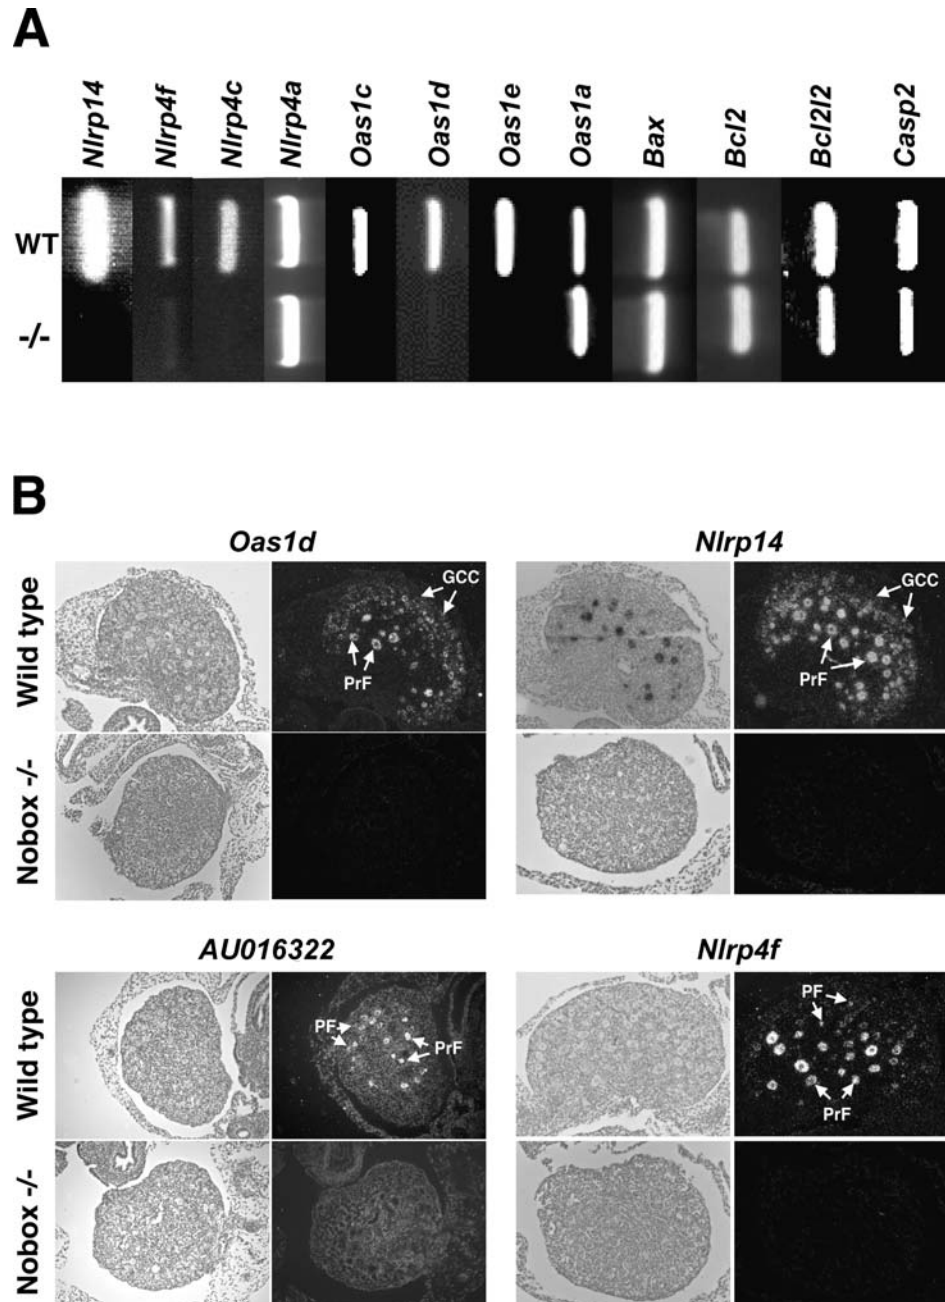 A
Nlrp14 Nlrp4f Nlrp4c Nlrp4a Oas1c Oas1d Oas1e Oas1a Bax Bcl2 Bcl2l2 Casp2
WT
-/-
B
Oas1d Nlrp14
Wild type
GCC
PrF
GCC
PrF
Nobox -/-
AU016322 Nlrp4f
Wild type
PF
PrF
PF
PrF
Nobox -/-